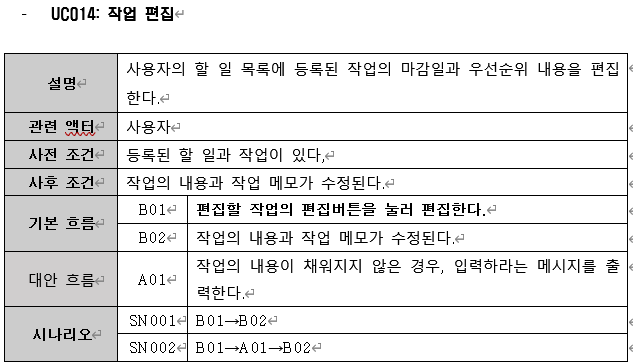 - UC014: 작업 편집
설명
사용자의 할 일 목록에 등록된 작업의 마감일과 우선순위 내용을 편집
한다.
관련 액터
사용자
사전 조건
등록된 할 일과 작업이 있다,
사후 조건
작업의 내용과 작업 메모가 수정된다.
기본 흐름
B01
편집할 작업의 편집버튼을 눌러 편집한다.
B02
작업의 내용과 작업 메모가 수정된다.
대안 흐름
A01
작업의 내용이 채워지지 않은 경우, 입력하라는 메시지를 출
력한다.
시나리오
SN001
B01→B02
SN002
B01→A01→B02